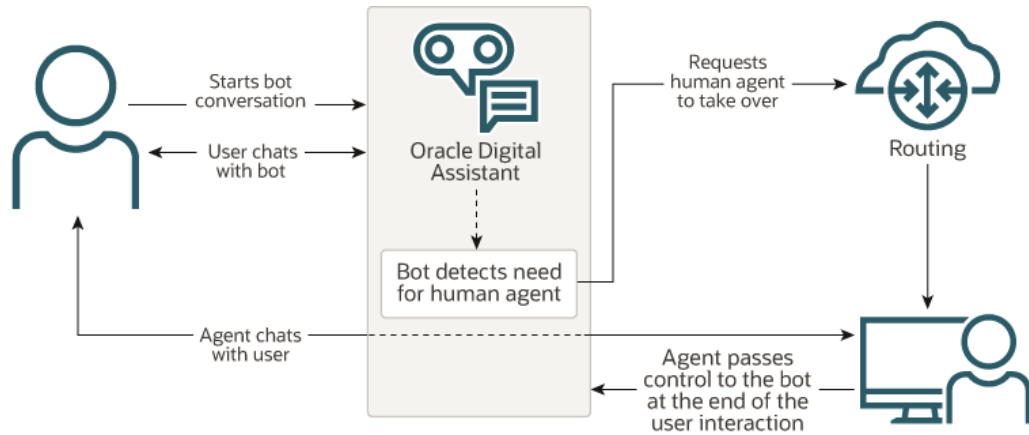 Starts bot
conversation
User chats
with bot
Oracle Digital
Assistant
Bot detects need
for human agent
Requests
human agent
to take over
Routing
Agent chats
with user
Agent passes
control to the bot
at the end of the
user interaction